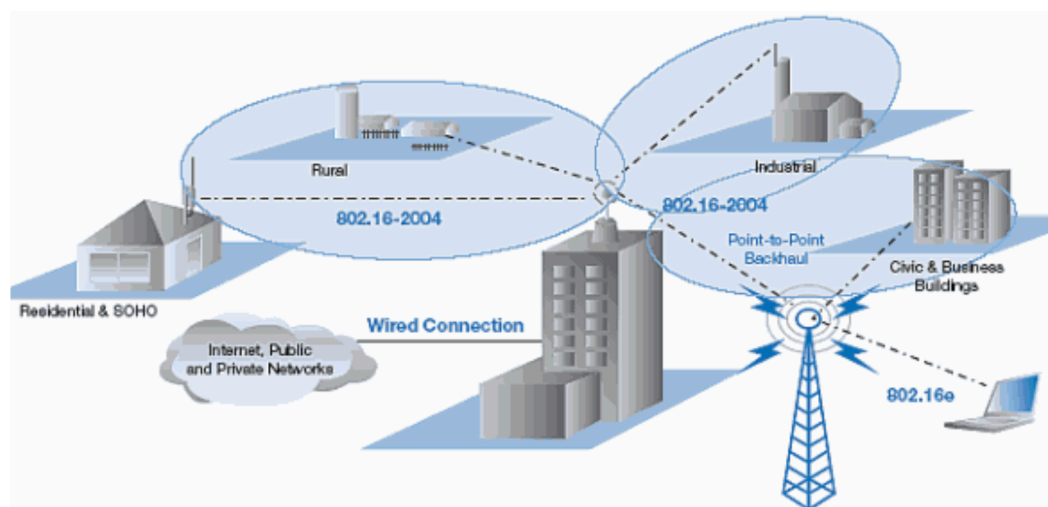 Rural
Industrial
802.16-2004
802.16-2004
Point-to-Point
Backhaul
Civic & Business
Buildings
Residential & SOHO
Wired Connection
Internet, Public
and Private Networks
802.16e